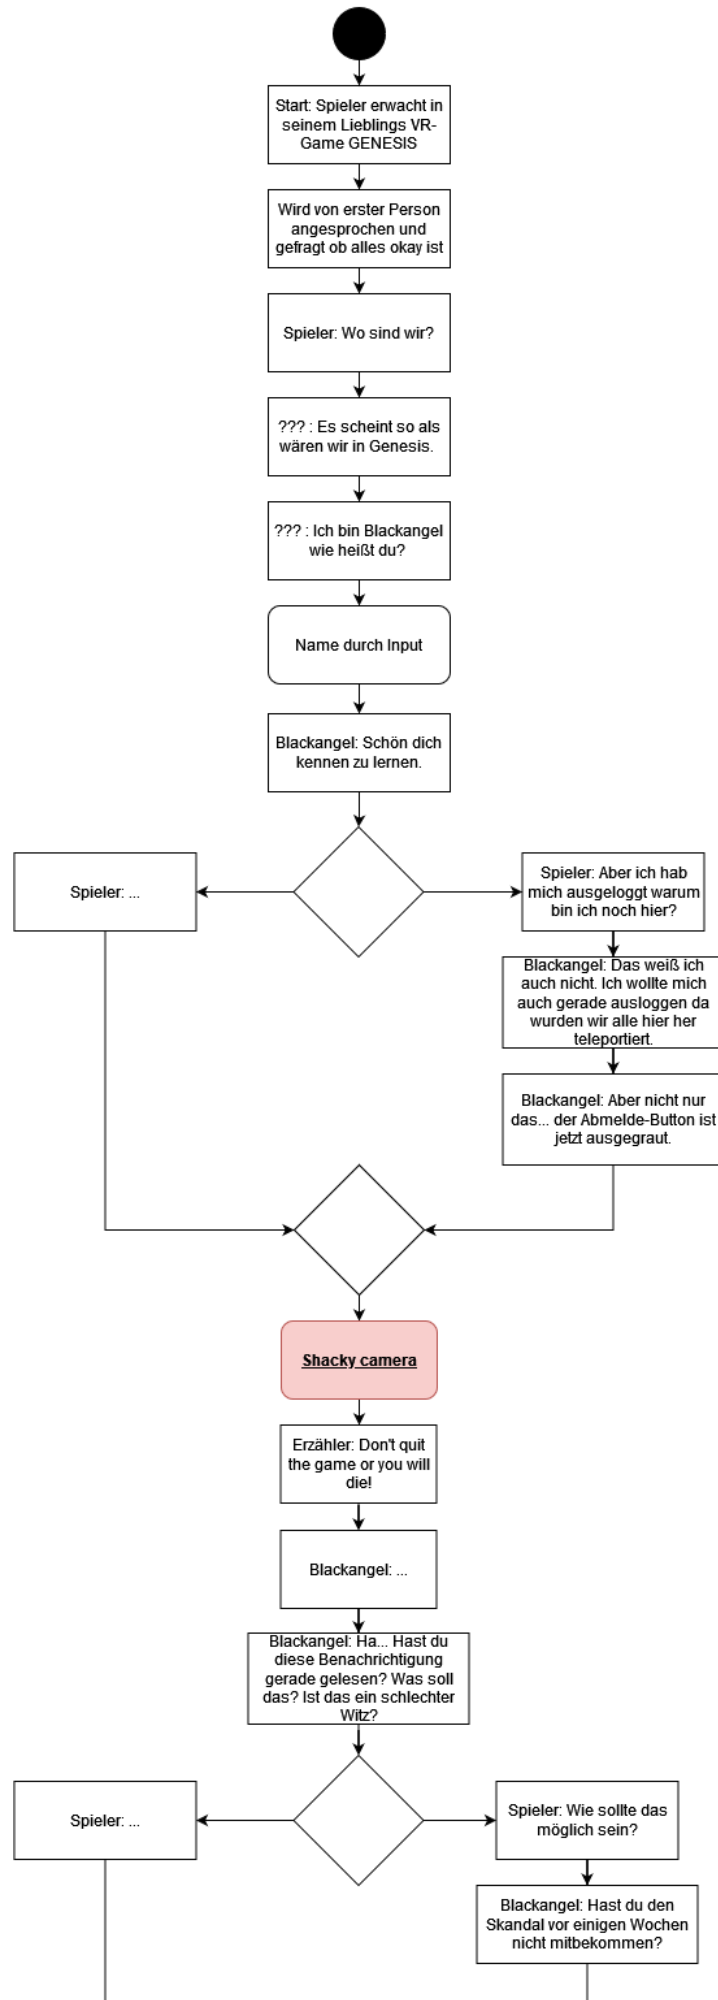 Start: Spieler erwacht in
seinem Lieblings VR-
Game GENESIS
Wird von erster Person
angesprochen und
gefragt ob alles okay ist
Spieler: Wo sind wir?
??? : Es scheint so als
wären wir in Genesis.
??? : Ich bin Blackangel
wie heißt du?
Name durch Input
Blackangel: Schön dich
kennen zu lernen.
Spieler: ...
Spieler: Aber ich hab
mich ausgeloggt warum
bin ich noch hier?
Blackangel: Das weiß ich
auch nicht. Ich wollte mich
auch gerade ausloggen da
wurden wir alle hier her
teleportiert.
Blackangel: Aber nicht nur
das... der Abmelde-Button ist
jetzt ausgegraut.
Shacky camera
Erzähler: Don't quit
the game or you will
die!
Blackangel: ...
Blackangel: Ha... Hast du
diese Benachrichtigung
gerade gelesen? Was soll
das? Ist das ein schlechter
Witz?
Spieler: ...
Spieler: Wie sollte das
möglich sein?
Blackangel: Hast du den
Skandal vor einigen Wochen
nicht mitbekommen?